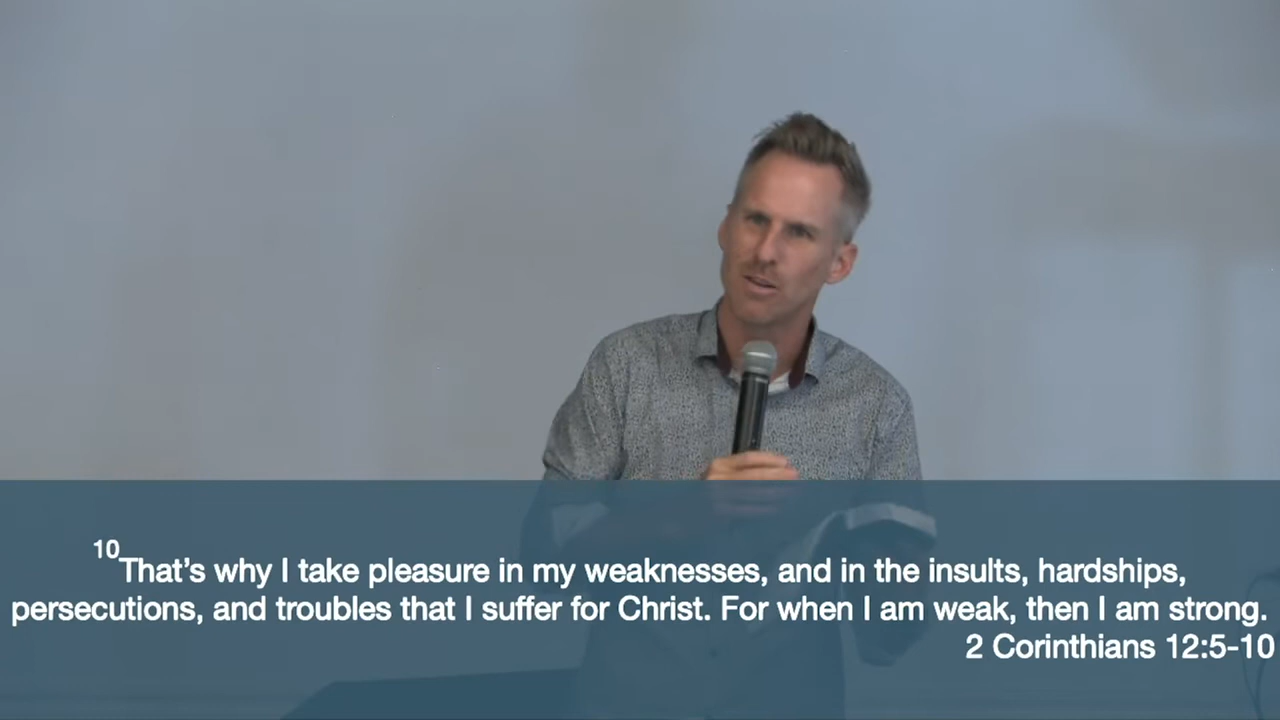 10That's why I take pleasure in my weaknesses, and in the insults, hardships,
persecutions, and troubles that I suffer for Christ. For when I am weak, then I am strong.
2 Corinthians 12:5-10